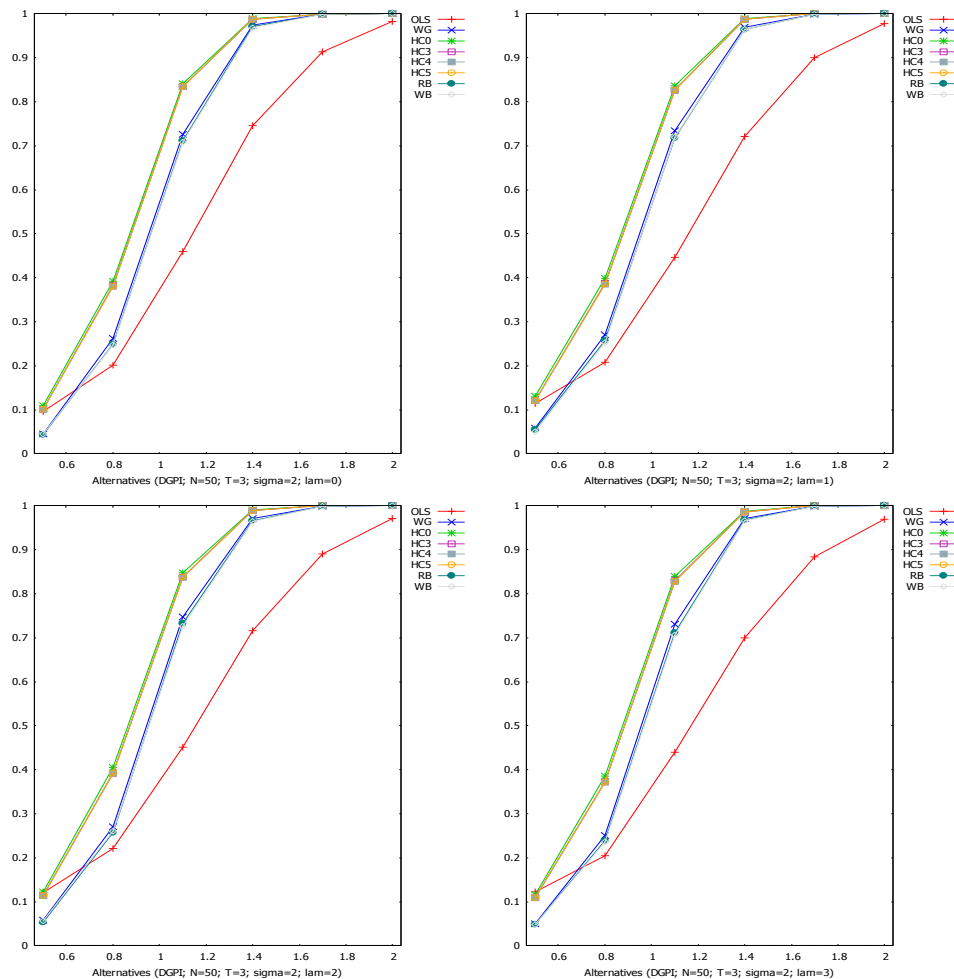 1
0.9
0.8
0.7
0.6
0.5
0.4
0.3
0.2
0.1
0
0.6 0.8 1 1.2 1.4 1.6 1.8 2
Alternatives (DGPI; N=50; T=3; sigma=2; lam=0)
OLS
WG
HC0
HC3
HC4
HC5
RB
WB
1
0.9
0.8
0.7
0.6
0.5
0.4
0.3
0.2
0.1
0
0.6 0.8 1 1.2 1.4 1.6 1.8 2
Alternatives (DGPI; N=50; T=3; sigma=2; lam=1)
OLS
WG
HC0
HC3
HC4
HC5
RB
WB
1
0.9
0.8
0.7
0.6
0.5
0.4
0.3
0.2
0.1
0
0.6 0.8 1 1.2 1.4 1.6 1.8 2
Alternatives (DGPI; N=50; T=3; sigma=2; lam=2)
OLS
WG
HC0
HC3
HC4
HC5
RB
WB
1
0.9
0.8
0.7
0.6
0.5
0.4
0.3
0.2
0.1
0
0.6 0.8 1 1.2 1.4 1.6 1.8 2
Alternatives (DGPI; N=50; T=3; sigma=2; lam=3)
OLS
WG
HC0
HC3
HC4
HC5
RB
WB